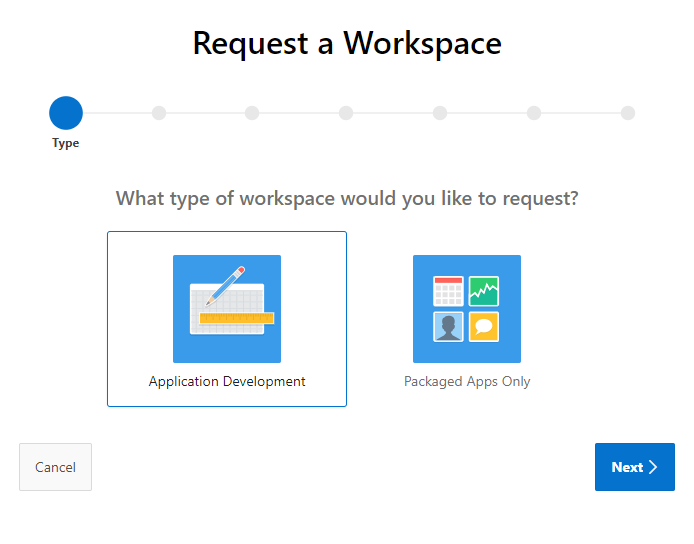 Request a Workspace
Type
What type of workspace would you like to request?
Application Development
Packaged Apps Only
Cancel
Next